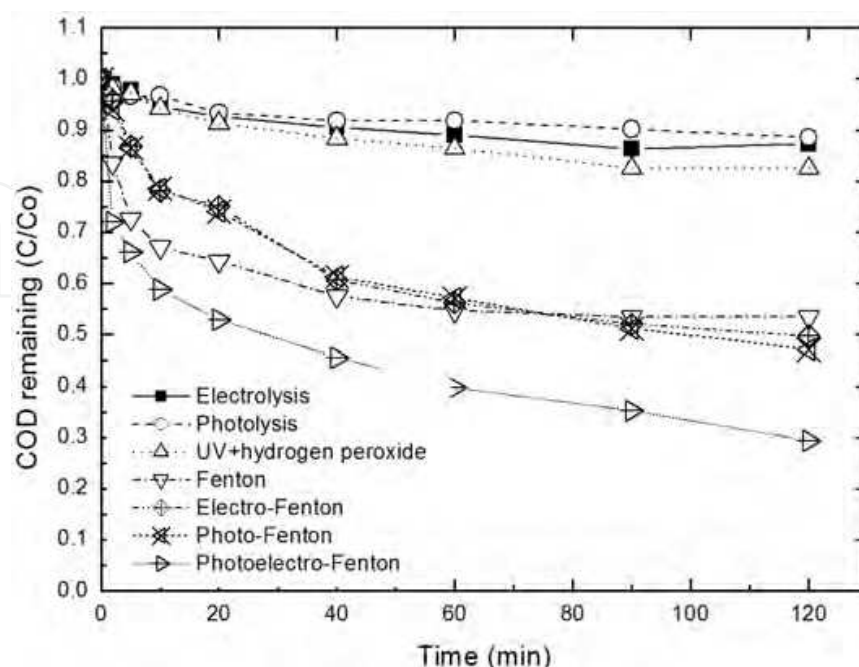 COD remaining (C/Co)
1.1
1.0
0.9
0.8
0.7
0.6
0.5
0.4
0.3
0.2
0.1
0.0
Electrolysis
Photolysis
UV+hydrogen peroxide
Fenton
Electro-Fenton
Photo-Fenton
Photoelectro-Fenton
0 20 40 60 80 100 120
Time (min)